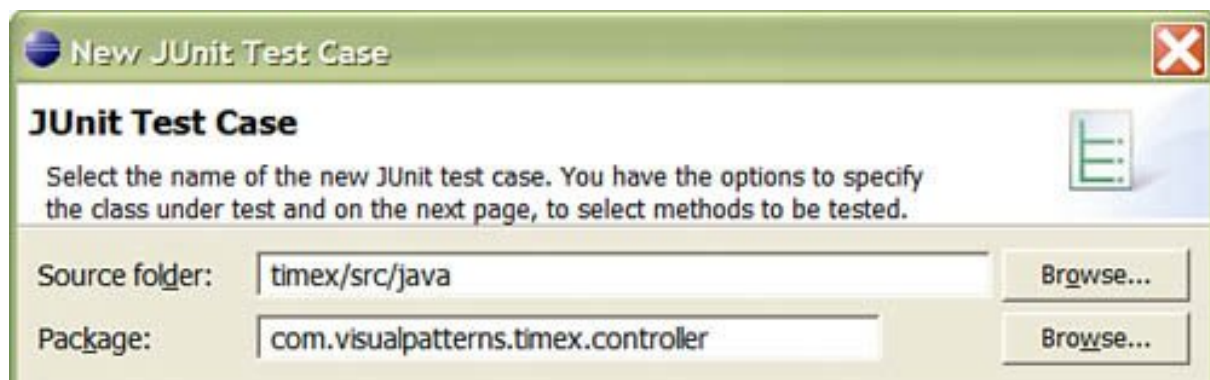 New JUnit Test Case
JUnit Test Case
Select the name of the new JUnit test case. You have the options to specify
the class under test and on the next page, to select methods to be tested.
Source folder: timex/src/java Browse...
Package: com.visualpatterns.timex.controller Browse...